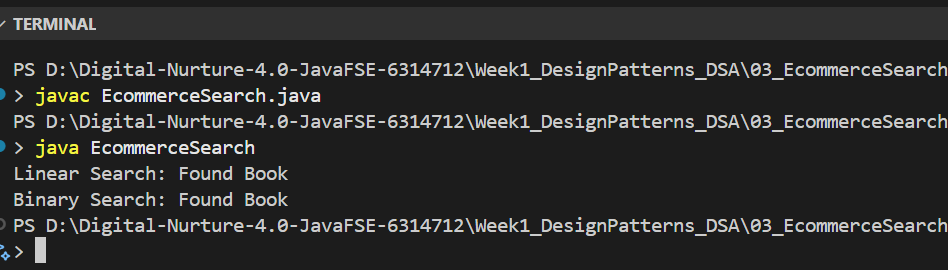 TERMINAL
PS D:\Digital-Nurture-4.0-JavaFSE-6314712\Week1_DesignPatterns_DSA\03_EcommerceSearch
> javac EcommerceSearch.java
PS D:\Digital-Nurture-4.0-JavaFSE-6314712\Week1_DesignPatterns_DSA\03_EcommerceSearch
> java EcommerceSearch
Linear Search: Found Book
Binary Search: Found Book
PS D:\Digital-Nurture-4.0-JavaFSE-6314712\Week1_DesignPatterns_DSA\03_EcommerceSearch
>